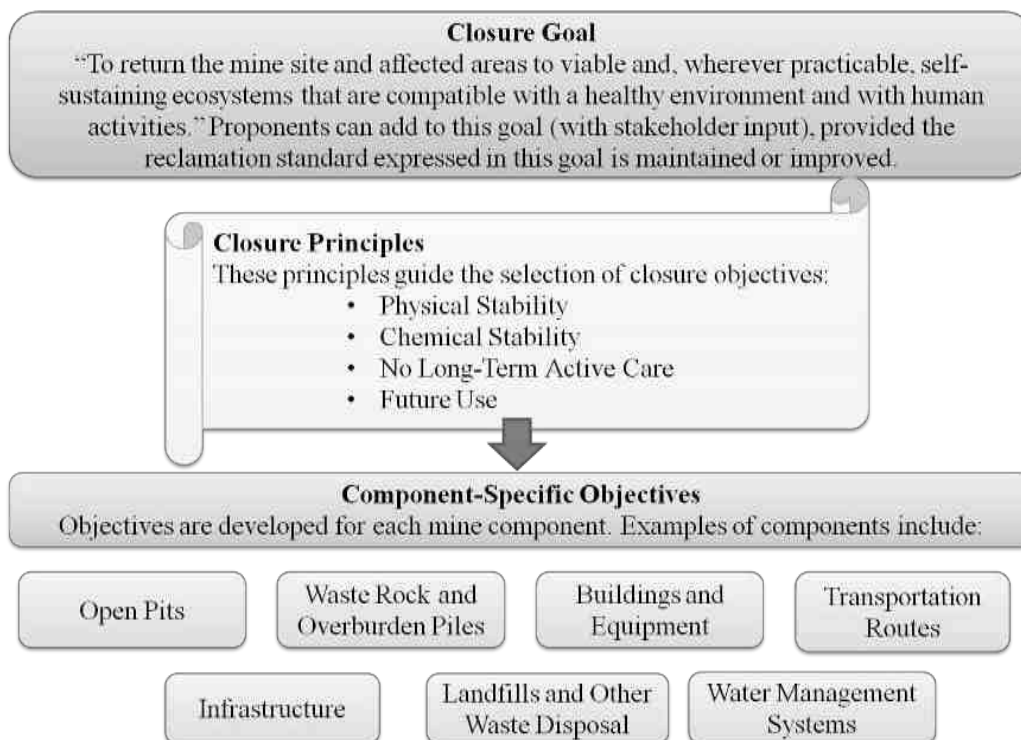 Closure Goal
“To return the mine site and affected areas to viable and, wherever practicable, self-
sustaining ecosystems that are compatible with a healthy environment and with human
activities.” Proponents can add to this goal (with stakeholder input), provided the
reclamation standard expressed in this goal is maintained or improved.
Closure Principles
These principles guide the selection of closure objectives:
• Physical Stability
• Chemical Stability
• No Long-Term Active Care
• Future Use
Component-Specific Objectives
Objectives are developed for each mine component. Examples of components include:
Open Pits
Waste Rock and
Overburden Piles
Buildings and
Equipment
Transportation
Routes
Infrastructure
Landfills and Other
Waste Disposal
Water Management
Systems